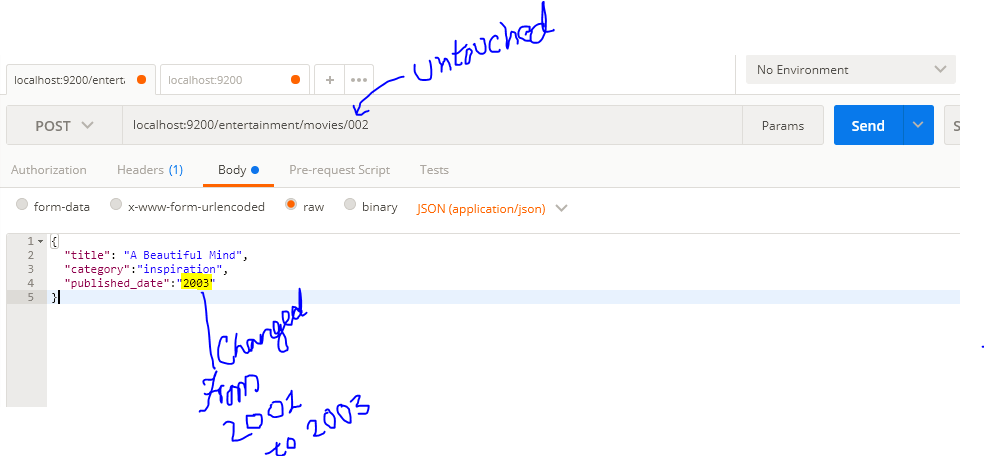 untouched
localhost:9200/entert
localhost:9200
+
•••
No Environment
POST
localhost:9200/entertainment/movies/002
Params
Send
S
Authorization
Headers (1)
Body
Pre-request Script
Tests
form-data
x-www-form-urlencoded
raw
binary
JSON (application/json)
1 {
2 "title": "A Beautiful Mind",
3 "category":"inspiration",
4 "published_date":"2003"
5 }
Changed
From
2001
to 2003